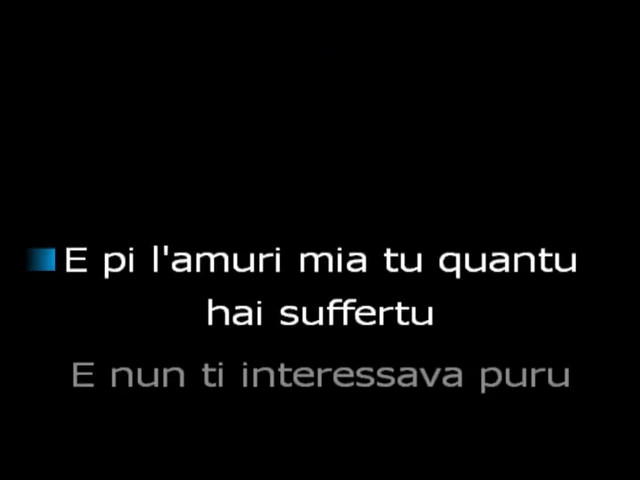 E pi l'amuri mia tu quantu
hai suffertu
E nun ti interessava puru